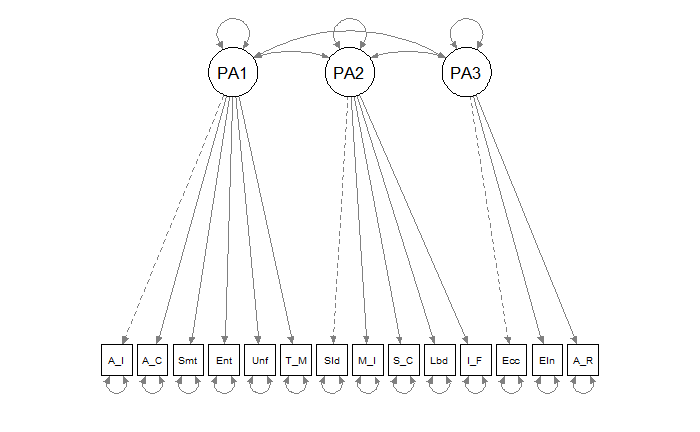 PA1 PA2 PA3
A_I A_C Smt Ent Unf T_M Sld M_I S_C Lbd I_F Ecc Eln A_R